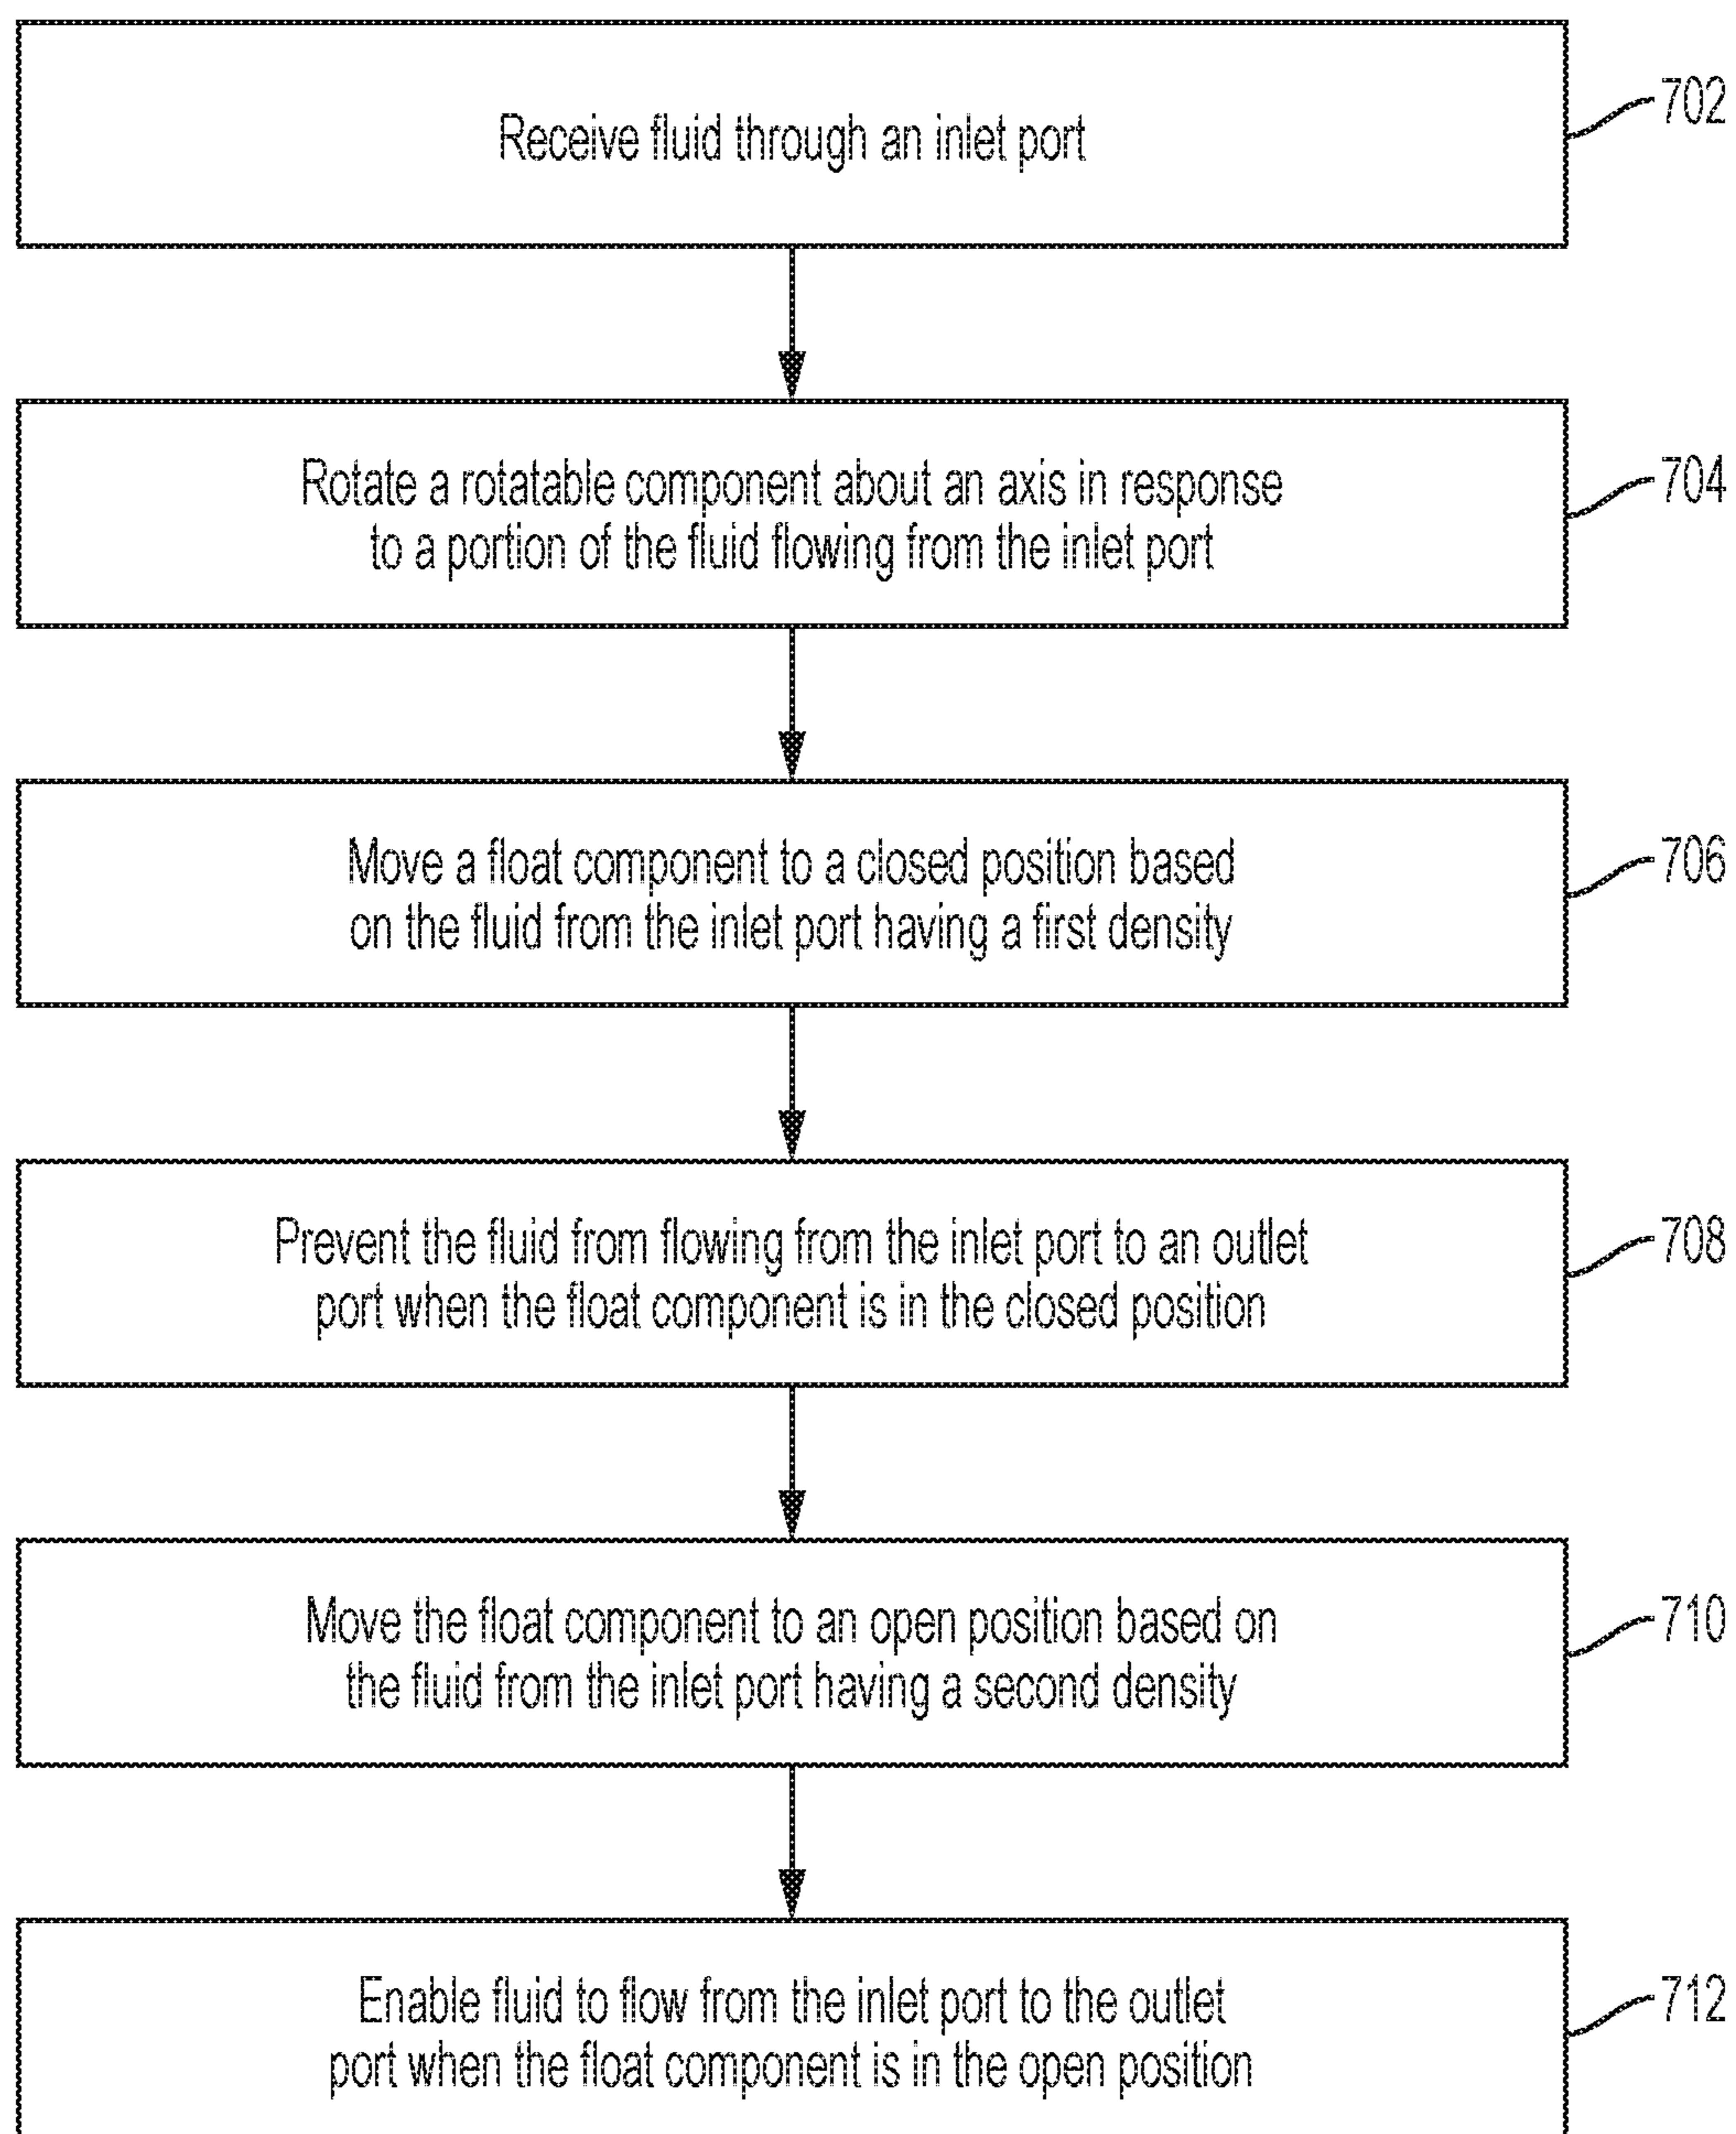 Receive fluid through an inlet port
702
Rotate a rotatable component about an axis in response
to a portion of the fluid flowing from the inlet port
704
Move a float component to a closed position based
on the fluid from the inlet port having a first density
706
Prevent the fluid from flowing from the inlet port to an outlet
port when the float component is in the closed position
708
Move the float component to an open position based on
the fluid from the inlet port having a second density
710
Enable fluid to flow from the inlet port to the outlet
port when the float component is in the open position
712